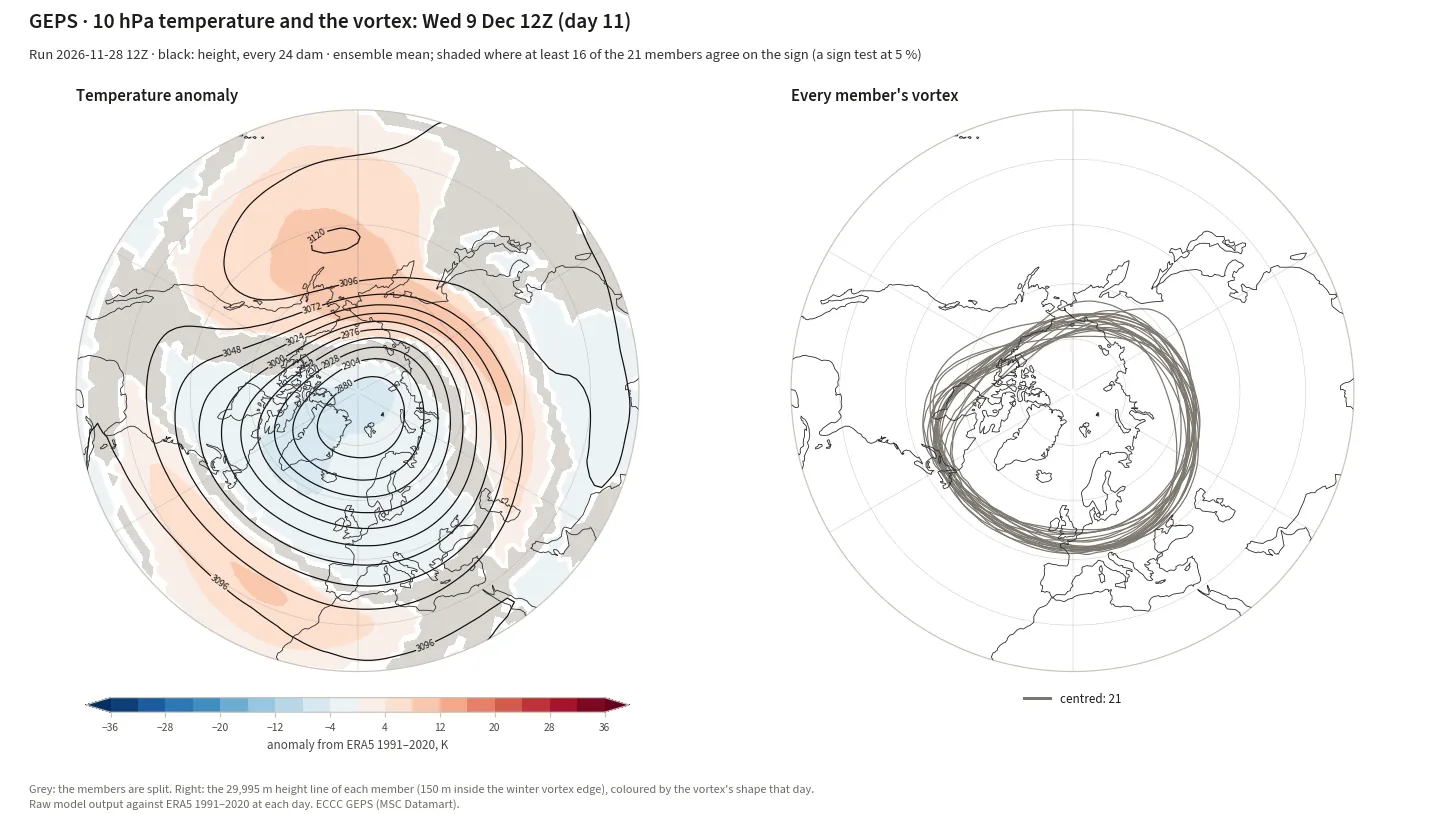 GEPS · 10 hPa temperature and the vortex: Wed 9 Dec 12Z (day 11)
Run 2026-11-28 12Z · black: height, every 24 dam · ensemble mean; shaded where at least 16 of the 21 members agree on the sign (a sign test at 5 %)
Temperature anomaly
Every member's vortex
3120
3096
3072
3048
3024
3000
2976
2928
2904
2880
3096
3096
−36 −28 −20 −12 −4 4 12 20 28 36
anomaly from ERA5 1991–2020, K
centred: 21
Grey: the members are split. Right: the 29,995 m height line of each member (150 m inside the winter vortex edge), coloured by the vortex's shape that day.
Raw model output against ERA5 1991–2020 at each day. ECCC GEPS (MSC Datamart).